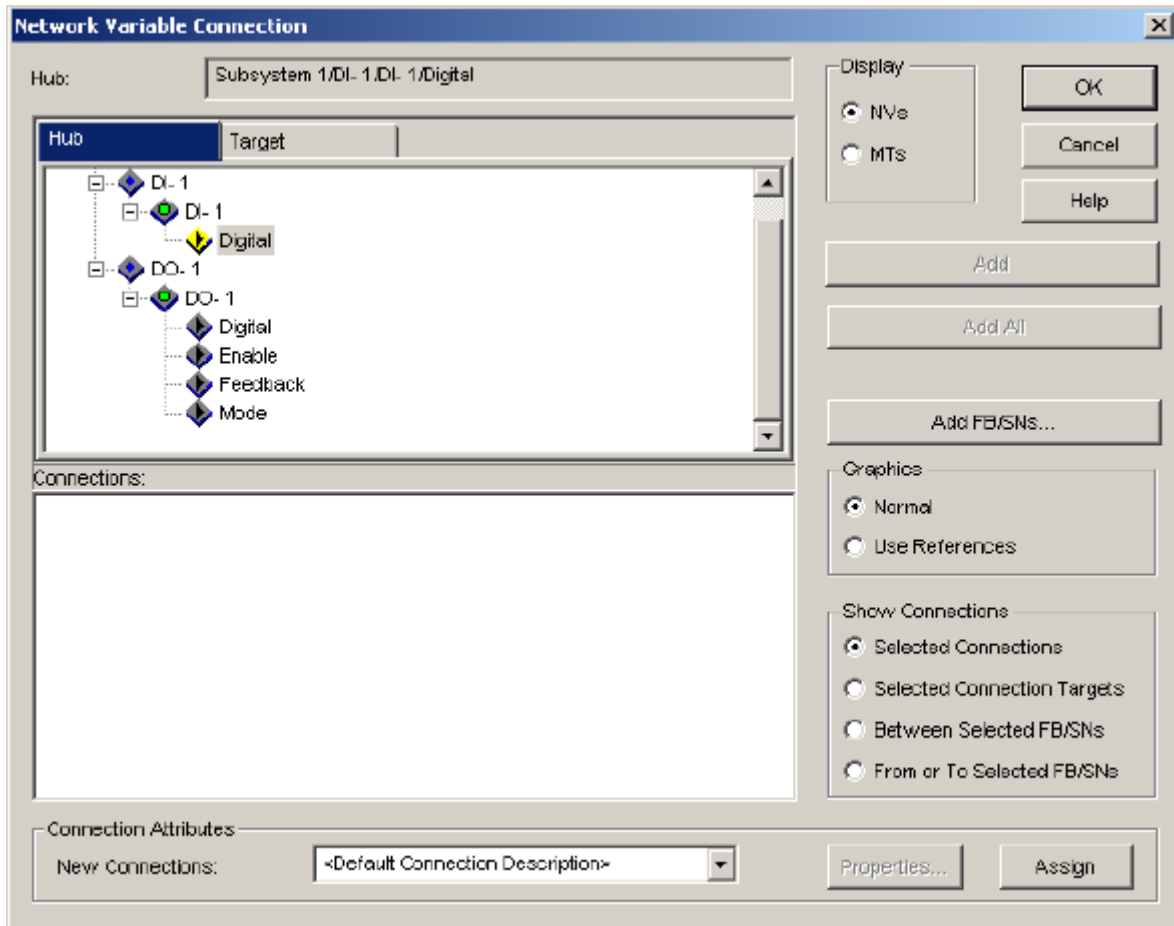 Network Variable Connection
Hub:
Subsystem 1/DI- 1/DI- 1/Digital
Hub
Target
DI- 1
DI- 1
Digital
DO- 1
DO- 1
Digital
Enable
Feedback
Mode
Connections:
Display
NVs
MTs
OK
Cancel
Help
Add
Add All
Add FB/SNs...
Graphics
Normal
Use References
Show Connections
Selected Connections
Selected Connection Targets
Between Selected FB/SNs
From or To Selected FB/SNs
Connection Attributes
New Connections:
<Default Connection Description>
Properties...
Assign